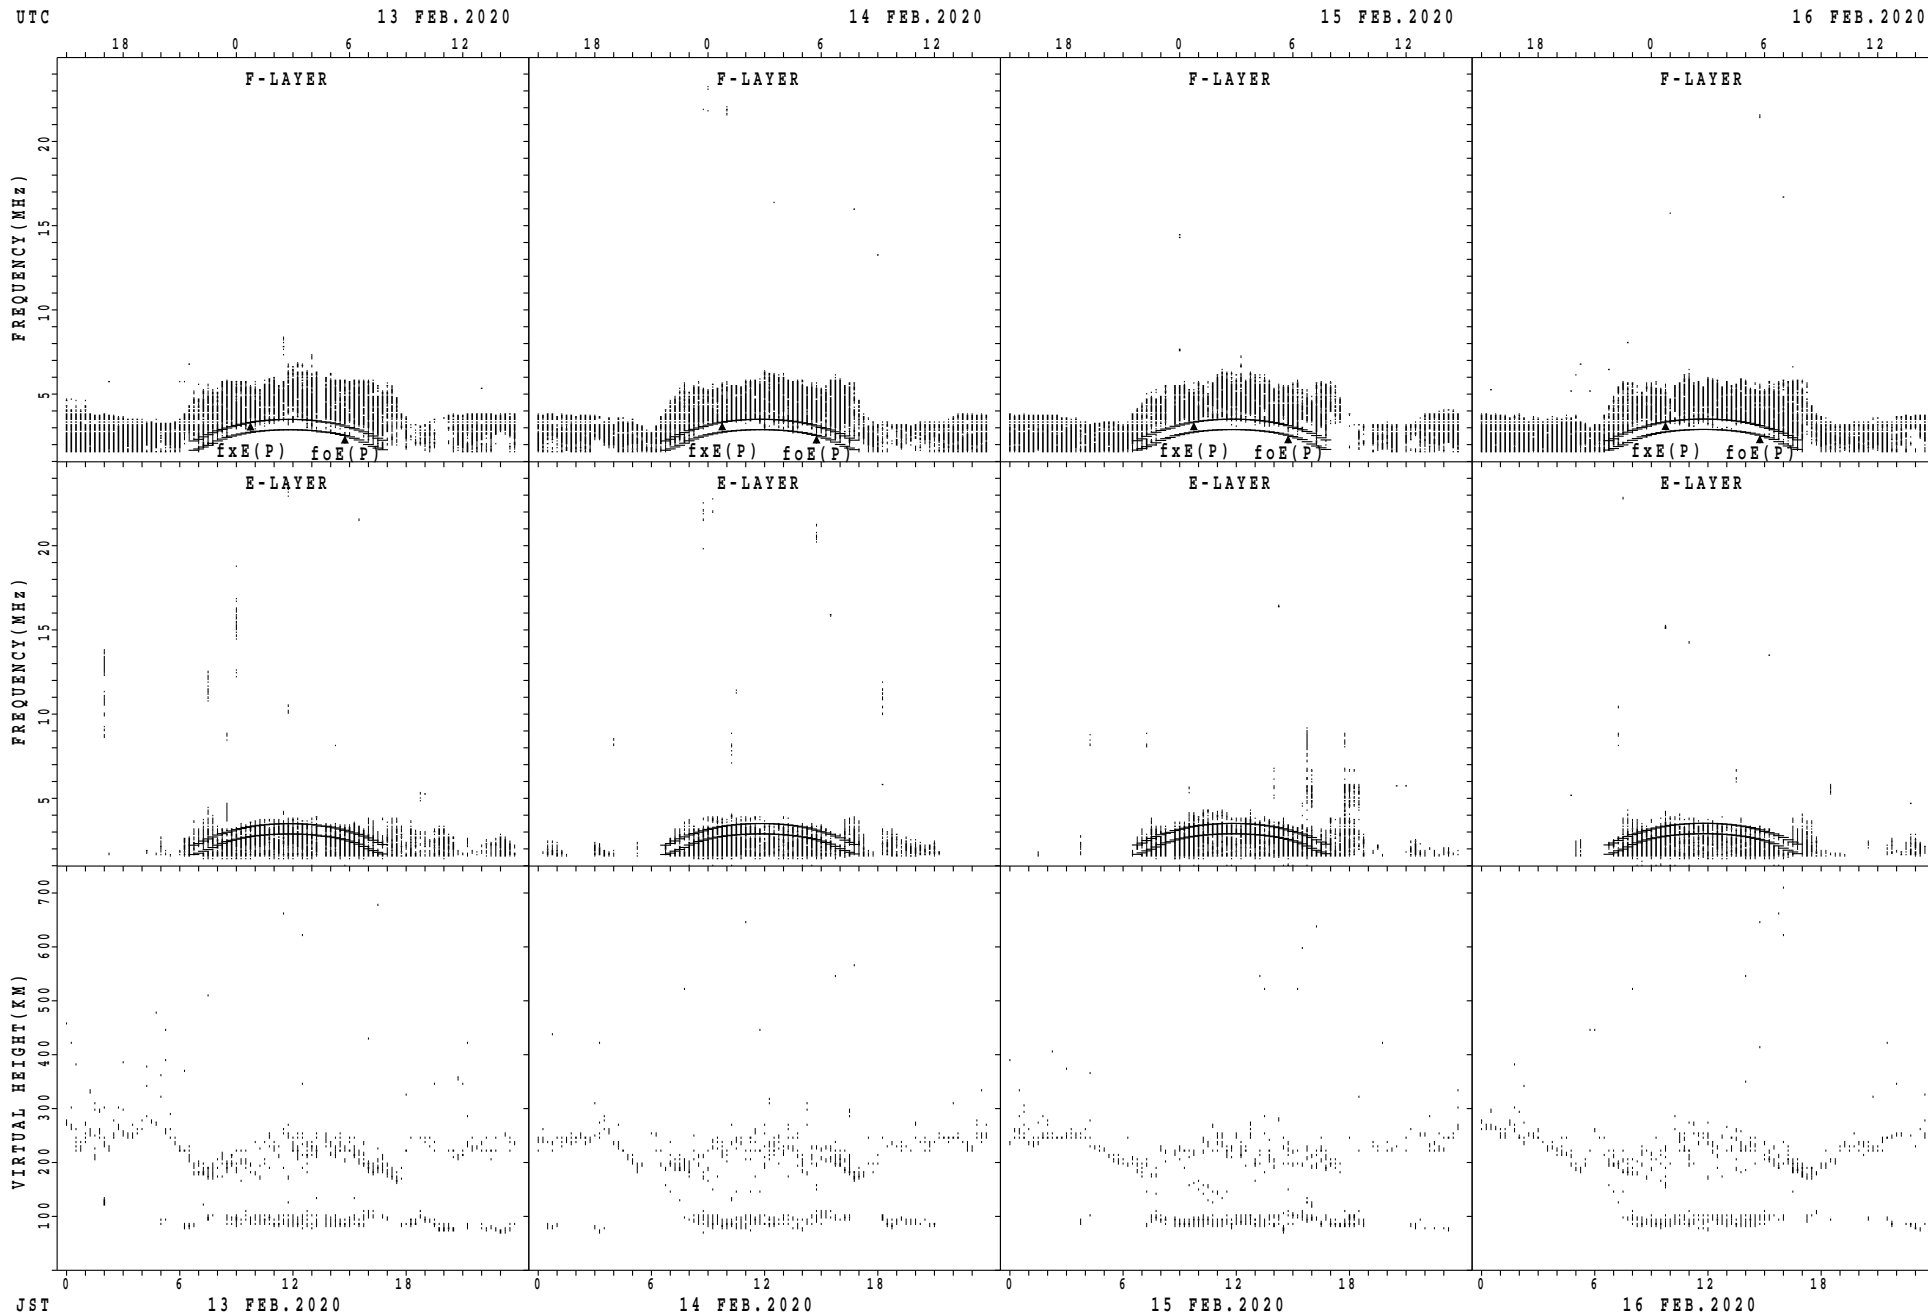 UTC 13 FEB.2020 14 FEB.2020 15 FEB.2020 16 FEB.2020
18 0 6 12 18 0 6 12 18 0 6 12 18 0 6 12
F-LAYER F-LAYER F-LAYER F-LAYER
FREQUENCY(MHz)
20
15
10
5
fxE(P) foE(P) fxE(P) foE(P) fxE(P) foE(P) fxE(P) foE(P)
E-LAYER E-LAYER E-LAYER E-LAYER
FREQUENCY(MHz)
20
15
10
5
VIRTUAL HEIGHT(KM)
700
600
500
400
300
200
100
0 6 12 18 0 6 12 18 0 6 12 18 0 6 12 18
JST 13 FEB.2020 14 FEB.2020 15 FEB.2020 16 FEB.2020